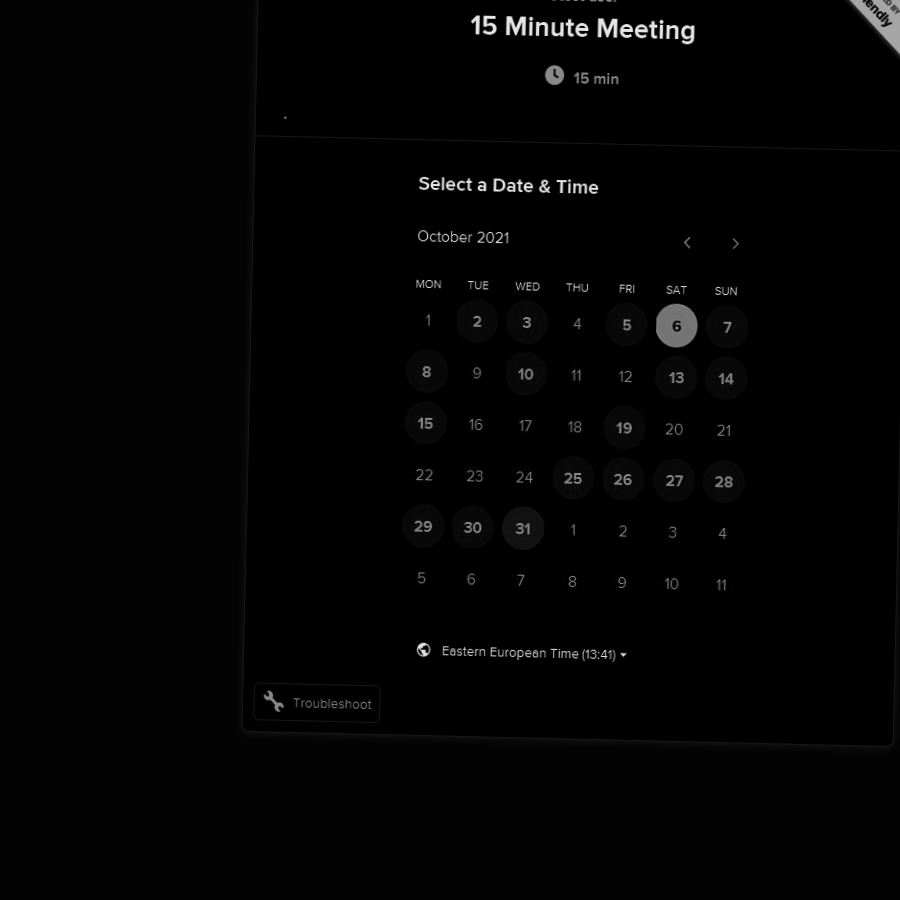 15 Minute Meeting
15 min
Select a Date & Time
October 2021
MON TUE WED THU FRI SAT SUN
1 2 3 4 5 6 7
8 9 10 11 12 13 14
15 16 17 18 19 20 21
22 23 24 25 26 27 28
29 30 31 1 2 3 4
5 6 7 8 9 10 11
Eastern European Time (13:41)
Troubleshoot